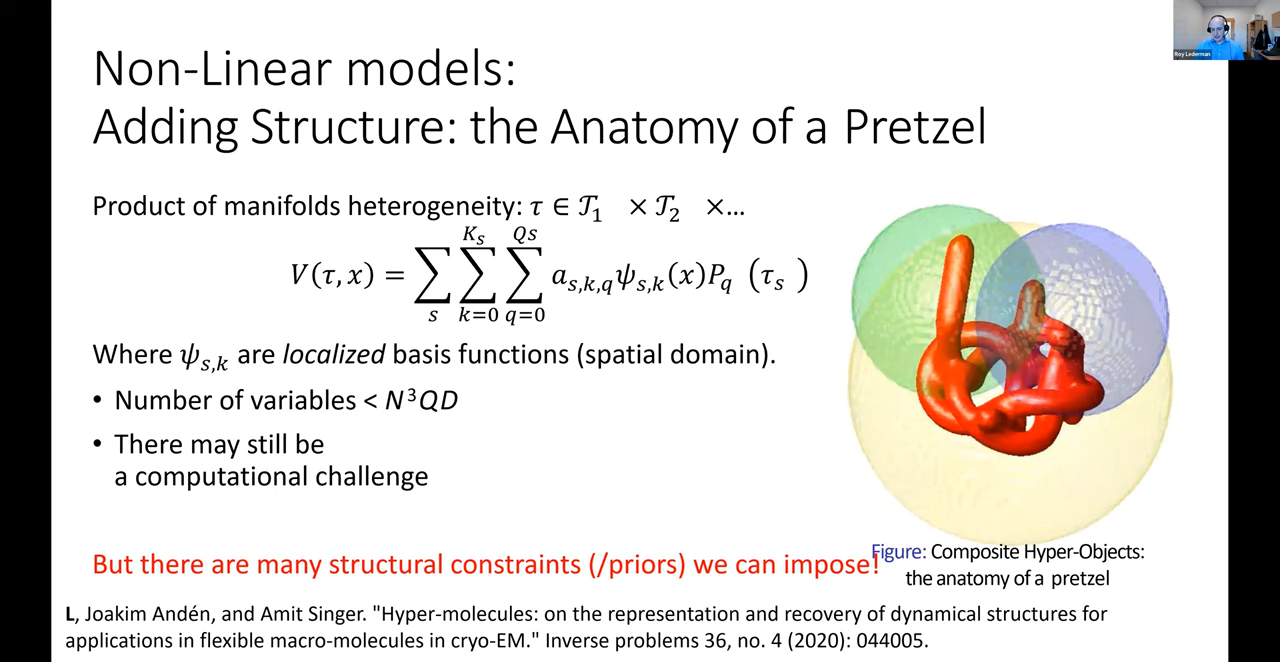 Roy Lederman
Non-Linear models:
Adding Structure: the Anatomy of a Pretzel
Product of manifolds heterogeneity: τ ∈ 𝒯₁ × 𝒯₂ ×…
V(τ, x) = ∑_s ∑_{k=0}^{K_s} ∑_{q=0}^{Qs} a_{s,k,q}ψ_{s,k}(x)P_q (τ_s )
Where ψ_{s,k} are localized basis functions (spatial domain).
• Number of variables < N³QD
• There may still be
a computational challenge
But there are many structural constraints (/priors) we can impose!
Figure: Composite Hyper-Objects:
the anatomy of a pretzel
L, Joakim Andén, and Amit Singer. "Hyper-molecules: on the representation and recovery of dynamical structures for
applications in flexible macro-molecules in cryo-EM." Inverse problems 36, no. 4 (2020): 044005.